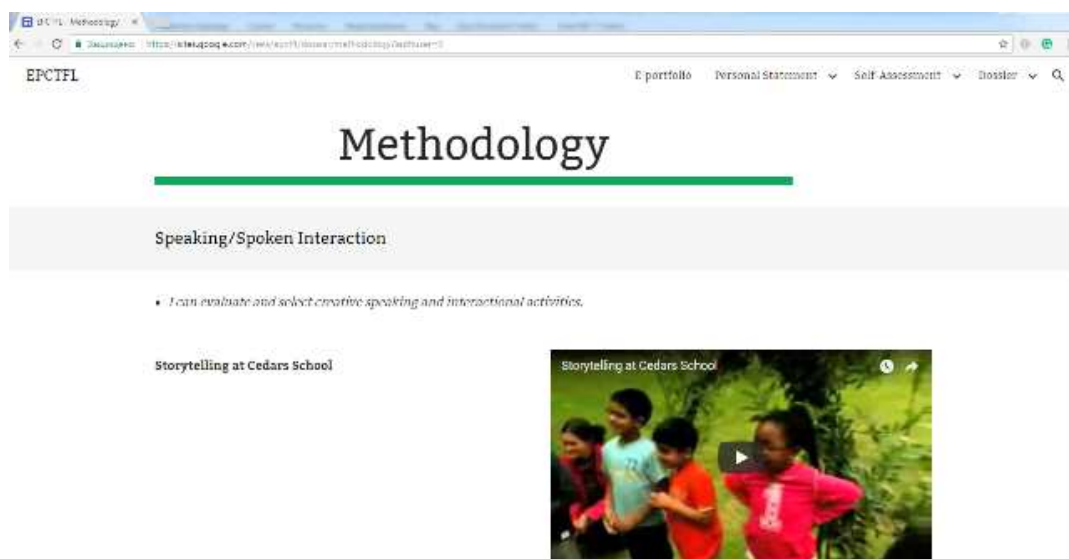 Methodology
EPCTFL
E portfolio
Personal Statement
Self-Assessment
Dossier
Methodology
Speaking/Spoken Interaction
• I can evaluate and select creative speaking and interactional activities.
Storytelling at Cedars School
Storytelling at Cedars School